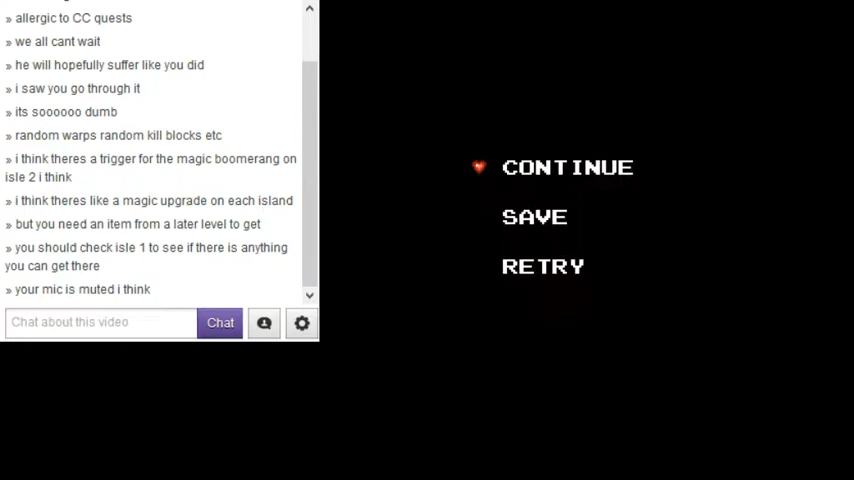 » allergic to CC quests
» we all cant wait
» he will hopefully suffer like you did
» i saw you go through it
» its soooooo dumb
» random warps random kill blocks etc
» i think theres a trigger for the magic boomerang on
isle 2 i think
» i think theres like a magic upgrade on each island
» but you need an item from a later level to get
» you should check isle 1 to see if there is anything
you can get there
» your mic is muted i think
Chat about this video
Chat
CONTINUE
SAVE
RETRY